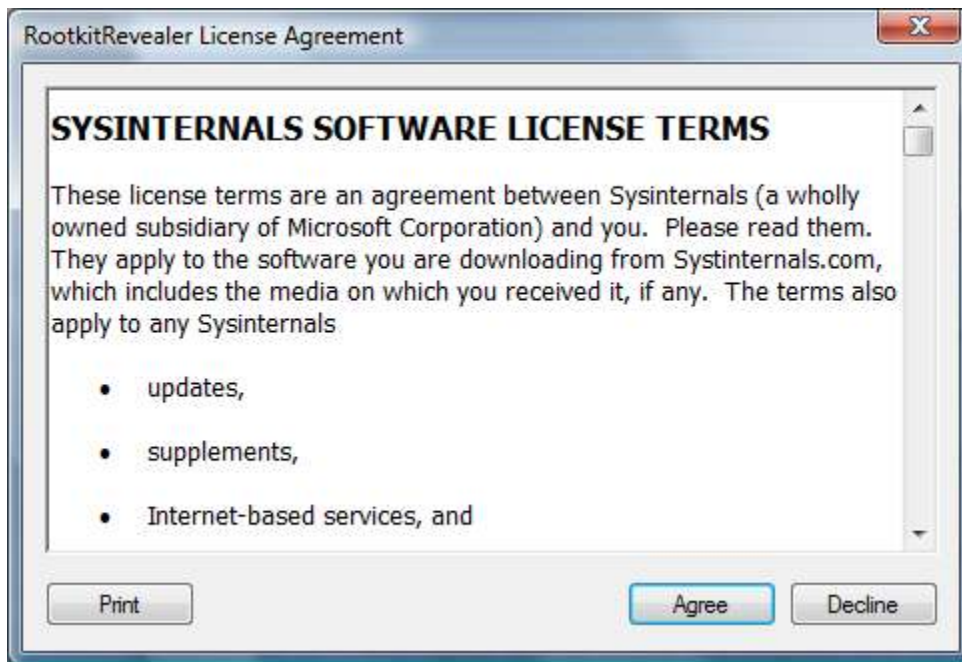 RootkitRevealer License Agreement
SYSINTERNALS SOFTWARE LICENSE TERMS
These license terms are an agreement between Sysinternals (a wholly
owned subsidiary of Microsoft Corporation) and you.  Please read them.
They apply to the software you are downloading from Systinternals.com,
which includes the media on which you received it, if any.  The terms also
apply to any Sysinternals
• updates,
• supplements,
• Internet-based services, and
Print
Agree
Decline